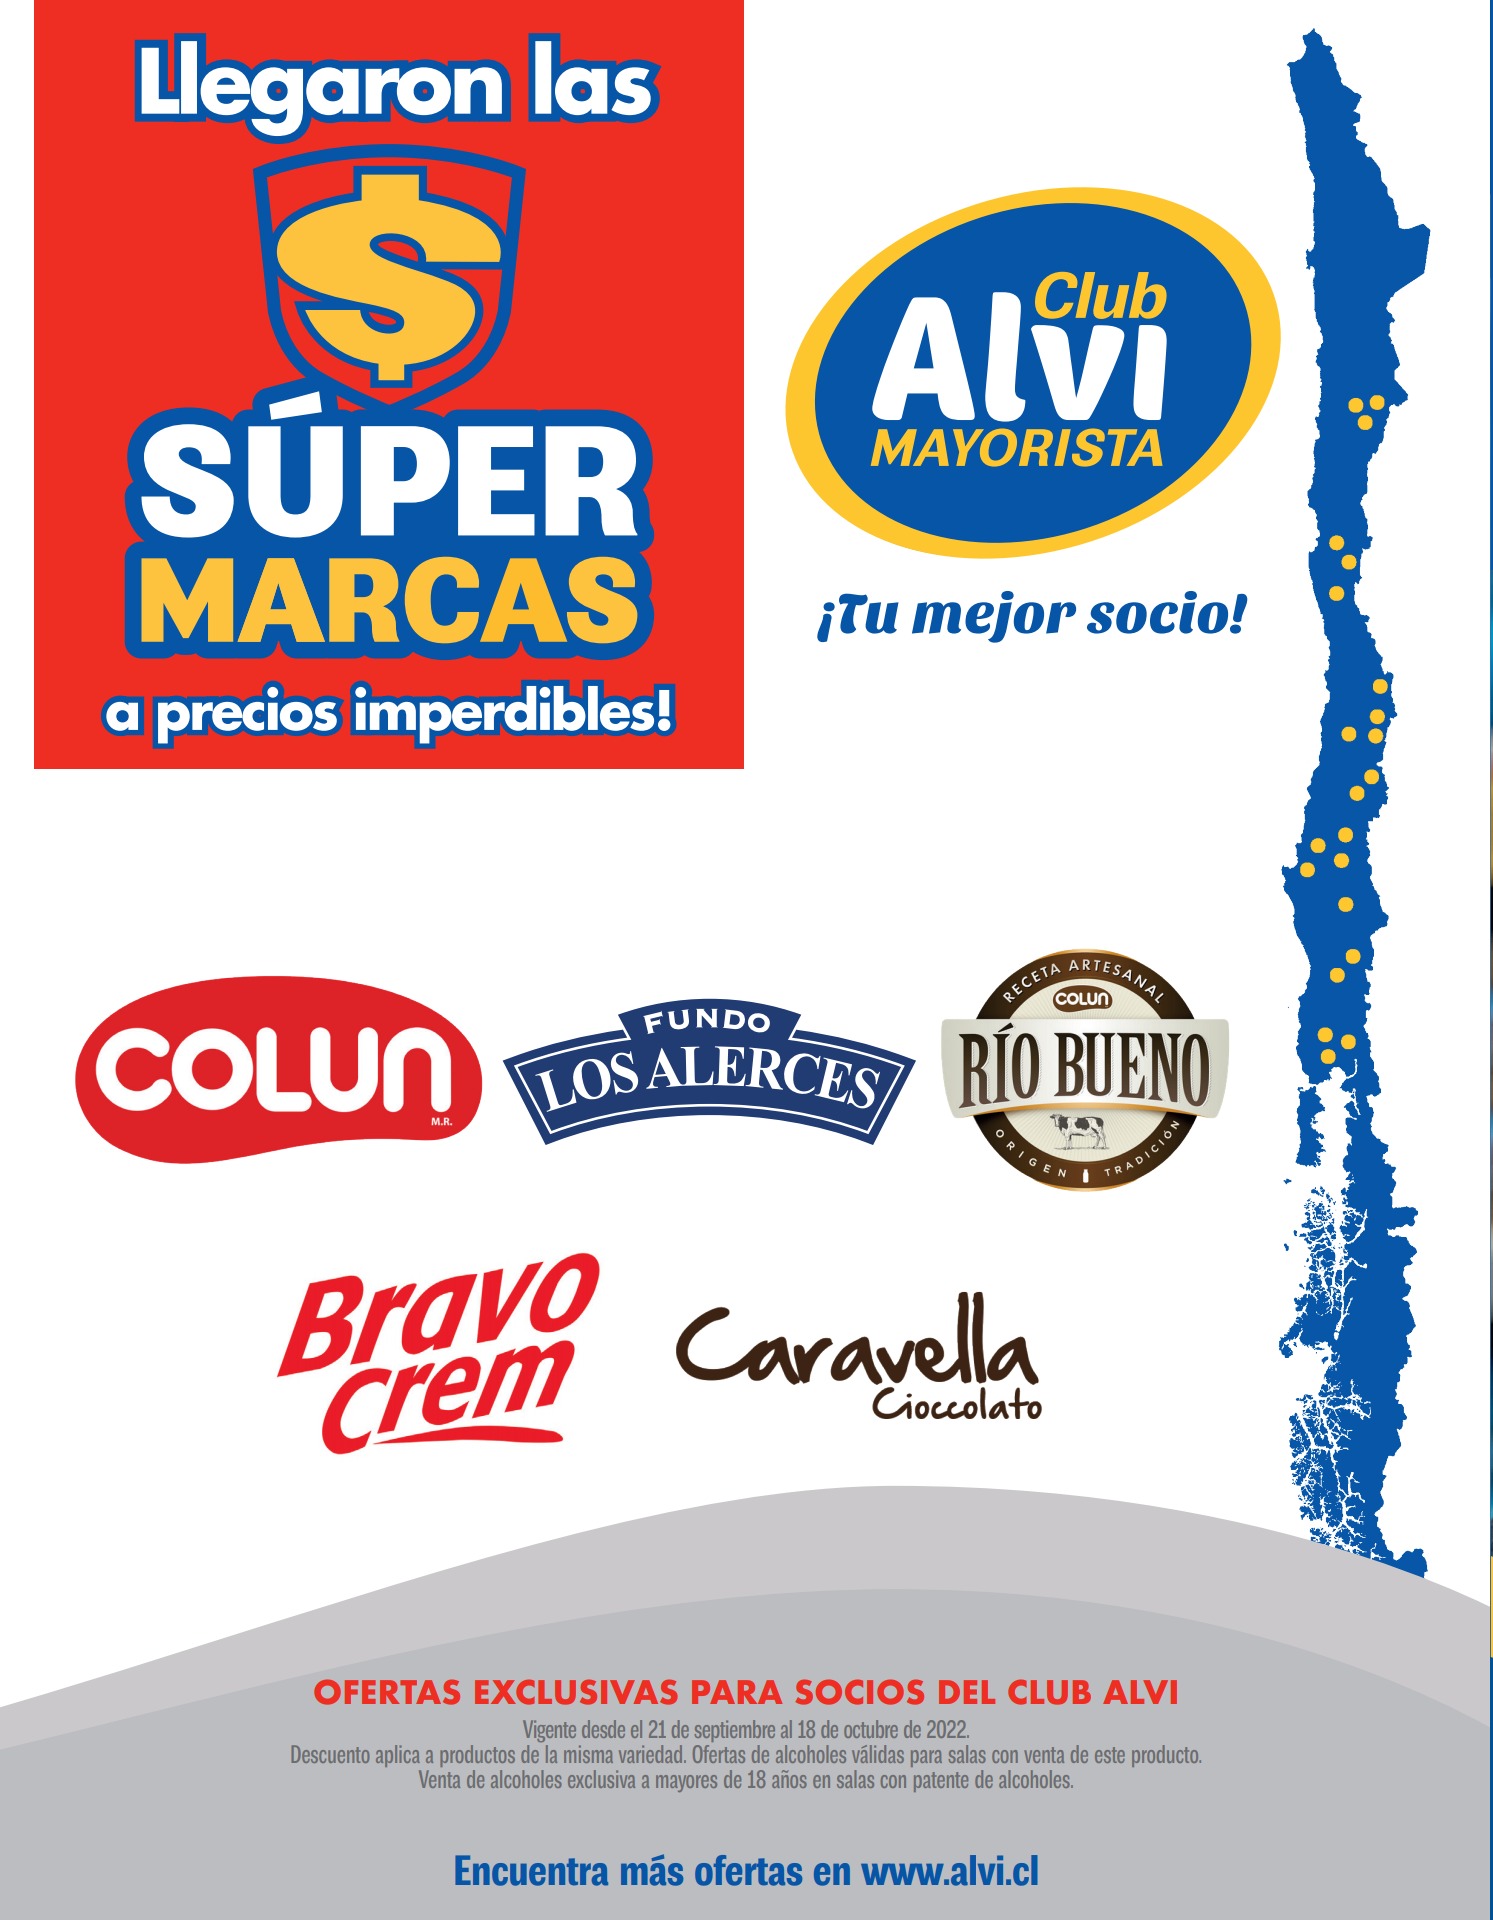 Llegaron las
$
SÚPER
MARCAS
a precios imperdibles!
Club
Alvi
MAYORISTA
¡Tu mejor socio!
COLUN
M.R.
FUNDO
LOS ALERCES
RECETA ARTESANAL
COLUN
RÍO BUENO
ORIGEN TRADICIÓN
Bravo
Crem
Caravella
Cioccolato
OFERTAS EXCLUSIVAS PARA SOCIOS DEL CLUB ALVI
Vigente desde el 21 de septiembre al 18 de octubre de 2022.
Descuento aplica a productos de la misma variedad. Ofertas de alcoholes válidas para salas con venta de este producto.
Venta de alcoholes exclusiva a mayores de 18 años en salas con patente de alcoholes.
Encuentra más ofertas en www.alvi.cl